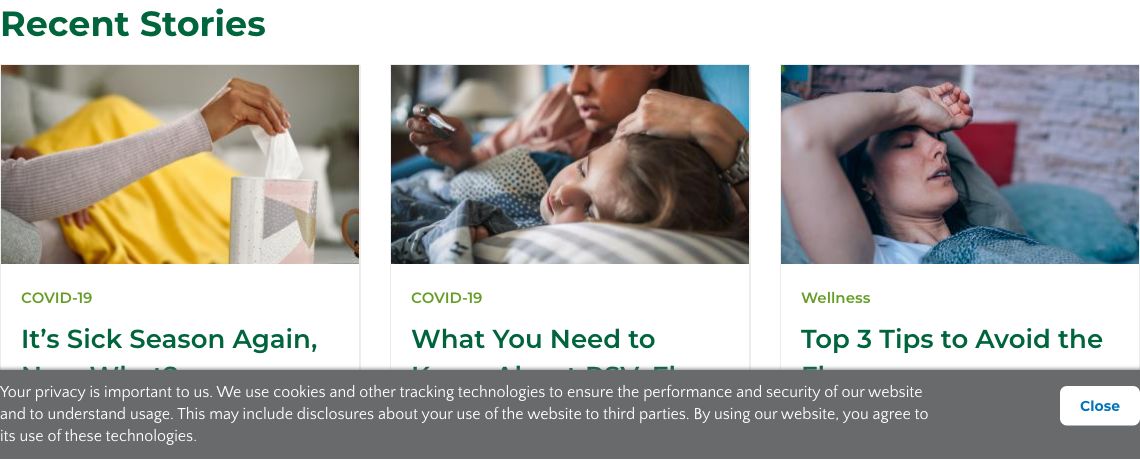 Recent Stories
COVID-19
It’s Sick Season Again,
COVID-19
What You Need to
Wellness
Top 3 Tips to Avoid the
Your privacy is important to us. We use cookies and other tracking technologies to ensure the performance and security of our website
and to understand usage. This may include disclosures about your use of the website to third parties. By using our website, you agree to
its use of these technologies.
Close